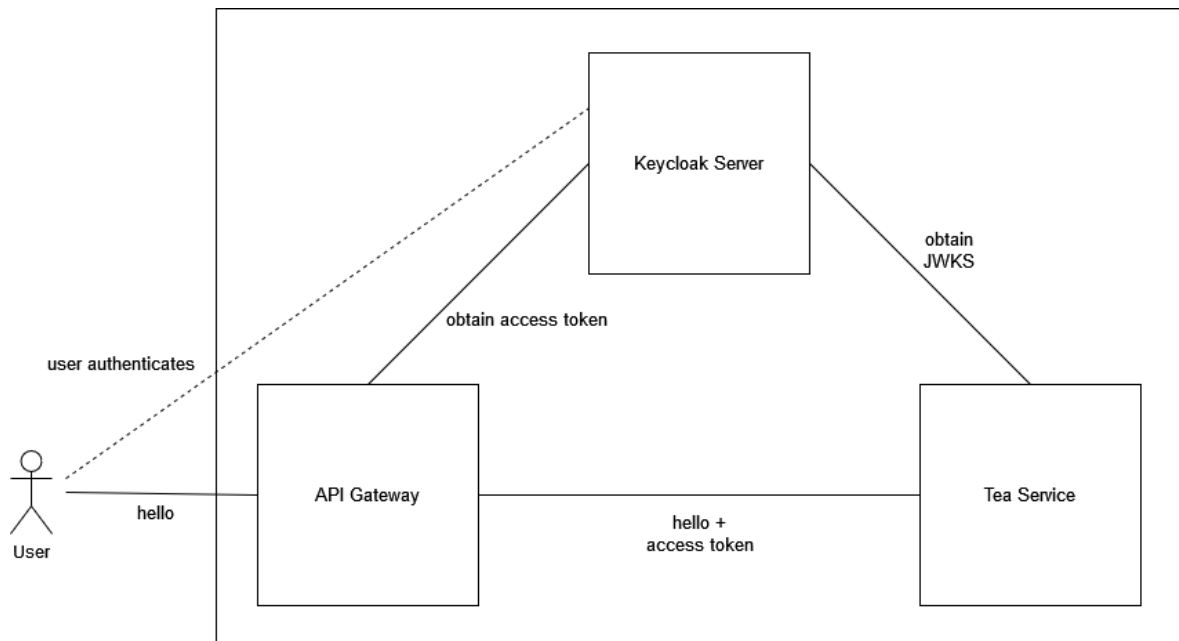 Keycloak Server
obtain
JWKS
obtain access token
user authenticates
API Gateway
Tea Service
hello
hello +
access token
User